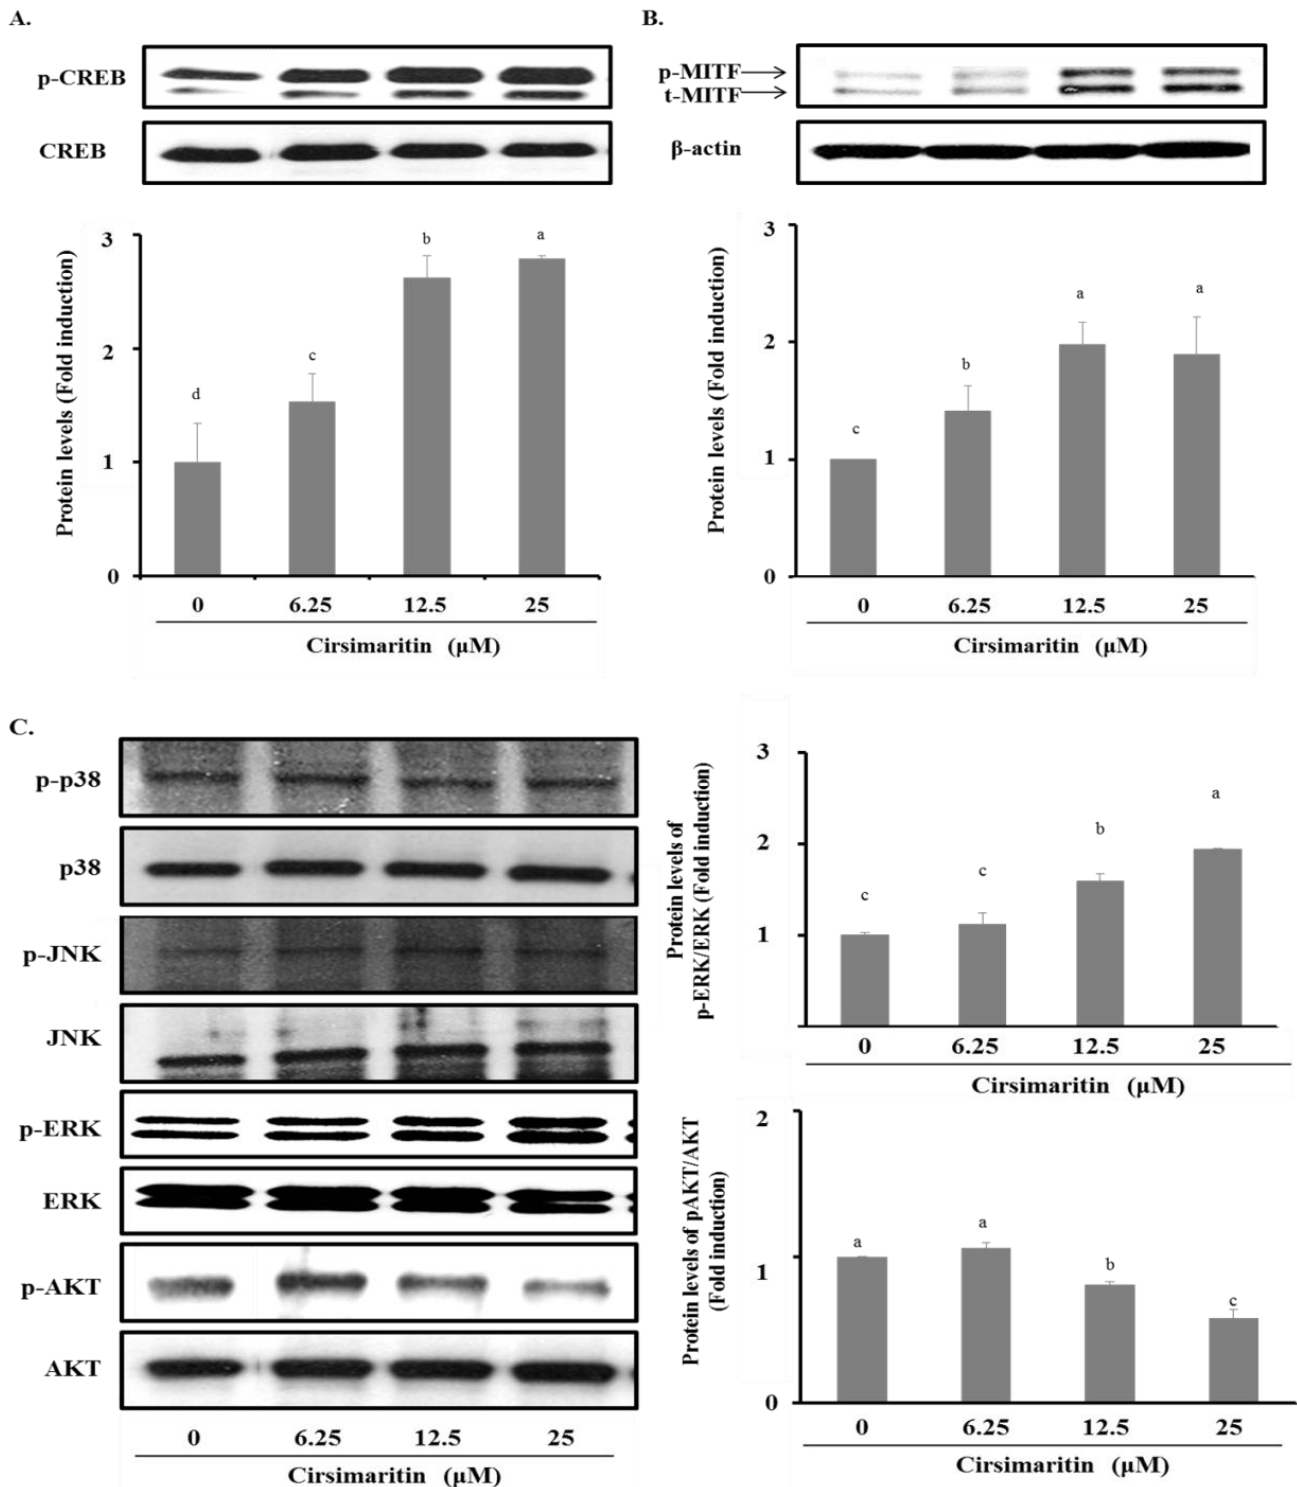 A.
p-CREB
CREB
Protein levels (Fold induction)
3
2
1
0
d
c
b
a
0 6.25 12.5 25
Cirsimaritin (µM)
B.
p-MITF
t-MITF
β-actin
Protein levels (Fold induction)
3
2
1
0
c
b
a
a
0 6.25 12.5 25
Cirsimaritin (µM)
C.
p-p38
p38
p-JNK
JNK
p-ERK
ERK
p-AKT
AKT
0 6.25 12.5 25
Cirsimaritin (µM)
Protein levels of
p-ERK/ERK (Fold induction)
3
2
1
c
c
b
a
0 6.25 12.5 25
Cirsimaritin (µM)
Protein levels of pAKT/AKT
(Fold induction)
2
1
0
a
a
b
c
0 6.25 12.5 25
Cirsimaritin (µM)